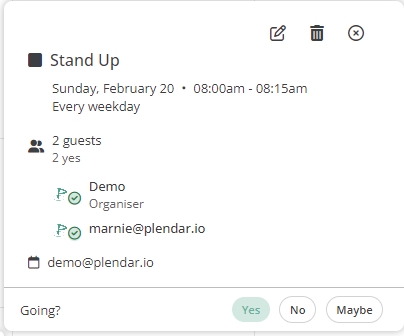 Stand Up
Sunday, February 20 • 08:00am - 08:15am
Every weekday
2 guests
2 yes
Demo
Organiser
marnie@plendar.io
demo@plendar.io
Going?
Yes
No
Maybe